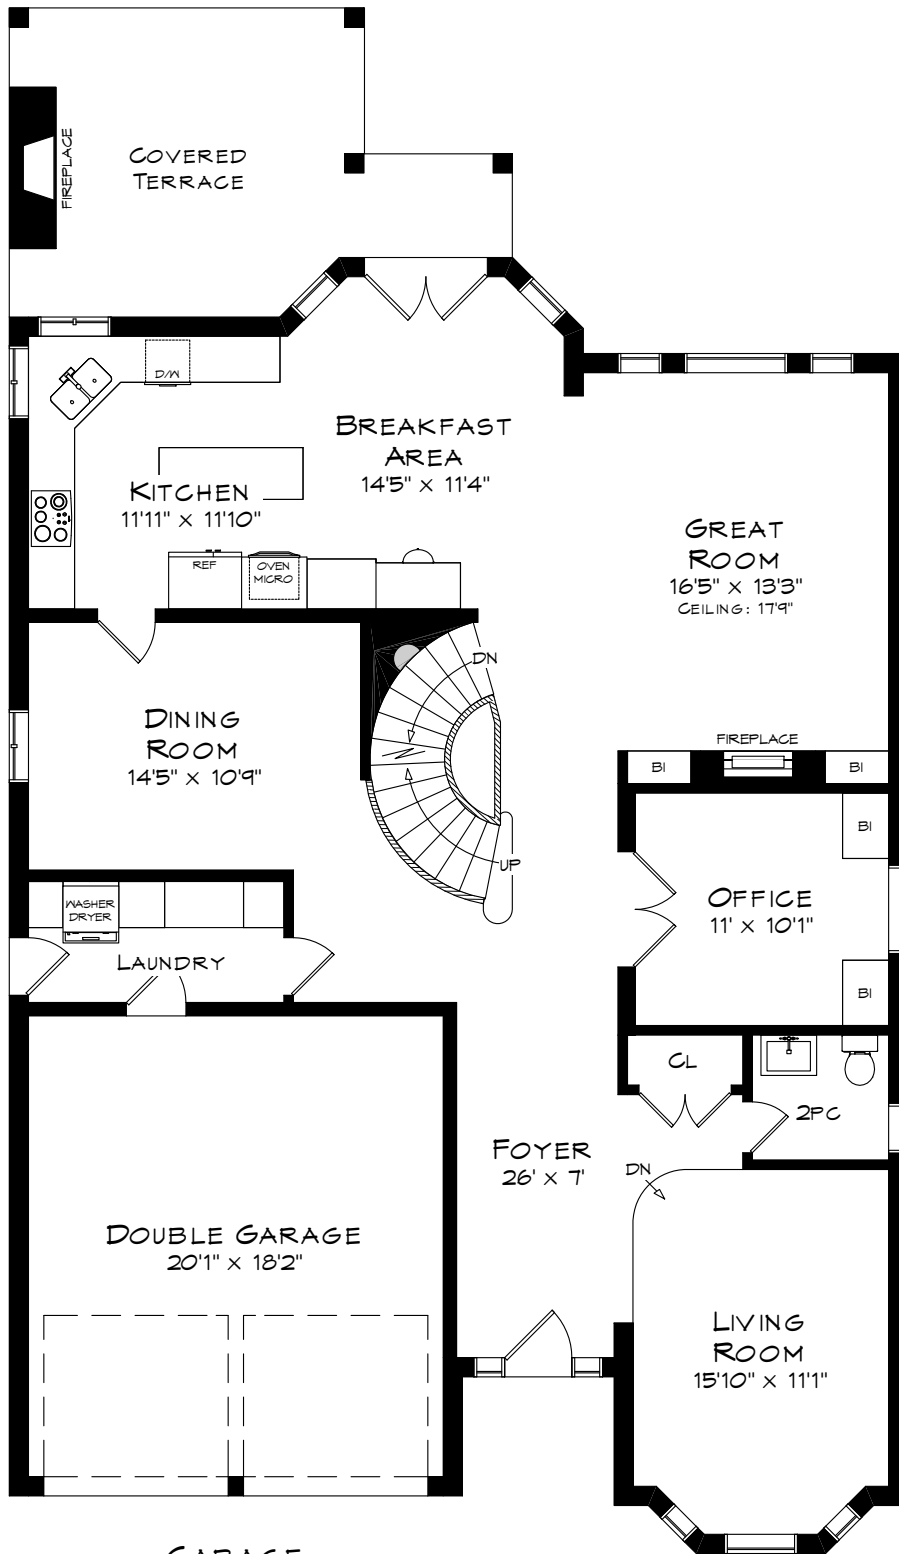 FIREPLACE
COVERED
TERRACE
D/W
BREAKFAST
AREA
14'5" × 11'4"
KITCHEN
11'11" × 11'10"
REF
OVEN
MICRO
GREAT
ROOM
16'5" × 13'3"
CEILING: 17'9"
DN
DINING
ROOM
14'5" × 10'9"
FIREPLACE
BI
BI
UP
BI
OFFICE
11' × 10'1"
BI
WASHER
DRYER
LAUNDRY
CL
2PC
FOYER
26' × 7'
DN
DOUBLE GARAGE
20'1" × 18'2"
LIVING
ROOM
15'10" × 11'1"
GARAGE